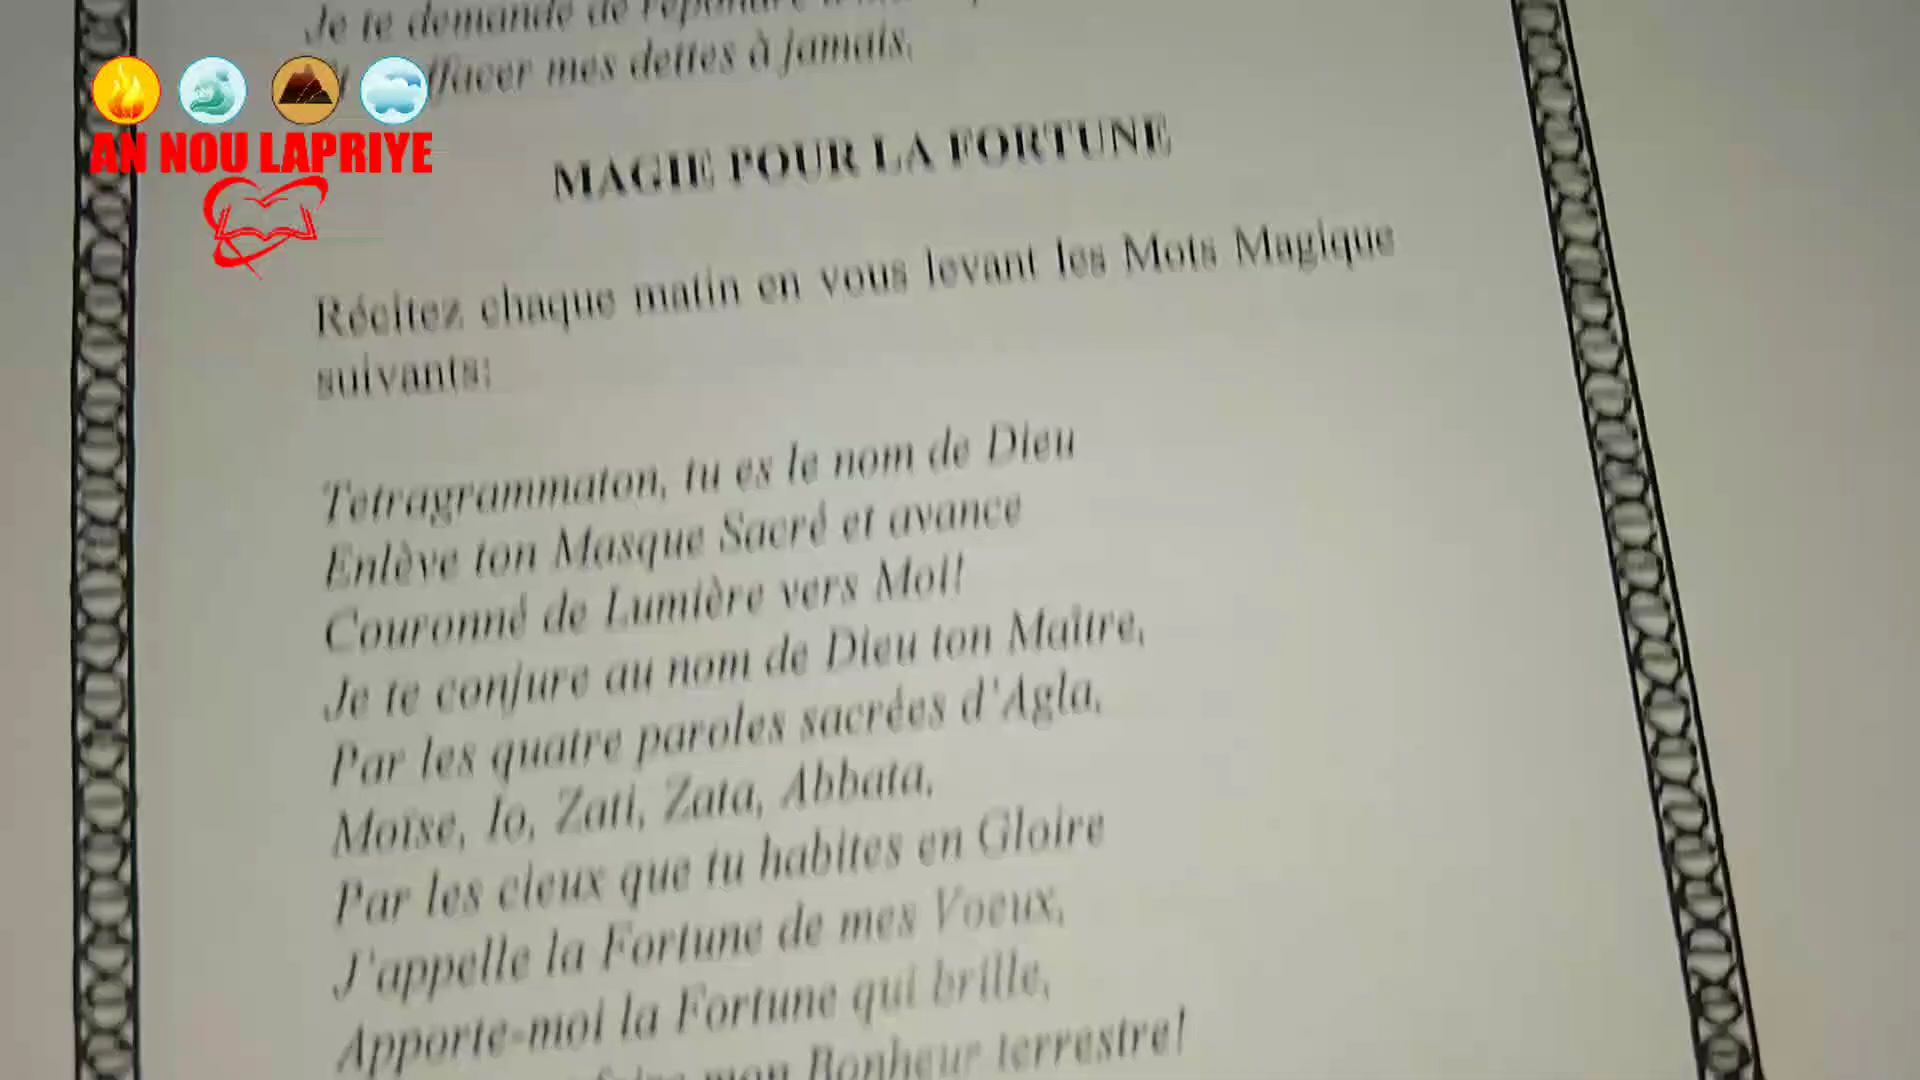 Je te demande de répondre
effacer mes dettes à jamais.
AN NOU LAPRIYE
MAGIE POUR LA FORTUNE
Récitez chaque matin en vous levant les Mots Magique
suivants:
Tetragrammaton, tu es le nom de Dieu
Enlève ton Masque Sacré et avance
Couronné de Lumière vers Moi!
Je te conjure au nom de Dieu ton Maître,
Par les quatre paroles sacrées d'Agla,
Moïse, Io, Zati, Zata, Abbata,
Par les cieux que tu habites en Gloire
J'appelle la Fortune de mes Voeux,
Apporte-moi la Fortune qui brille,
faire mon Bonheur terrestre!